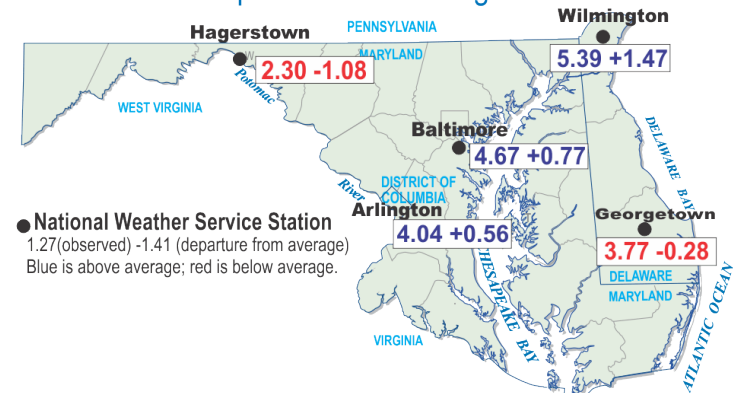 Wilmington
PENNSYLVANIA
Hagerstown
MARYLAND
5.39 +1.47
2.30 -1.08
Potomac
WEST VIRGINIA
DELAWARE BAY
Baltimore
4.67 +0.77
DISTRICT OF
COLUMBIA
River
Arlington
4.04 +0.56
Georgetown
3.77 -0.28
National Weather Service Station
1.27(observed) -1.41 (departure from average)
Blue is above average; red is below average.
CHESAPEAKE BAY
DELAWARE
MARYLAND
ATLANTIC OCEAN
VIRGINIA